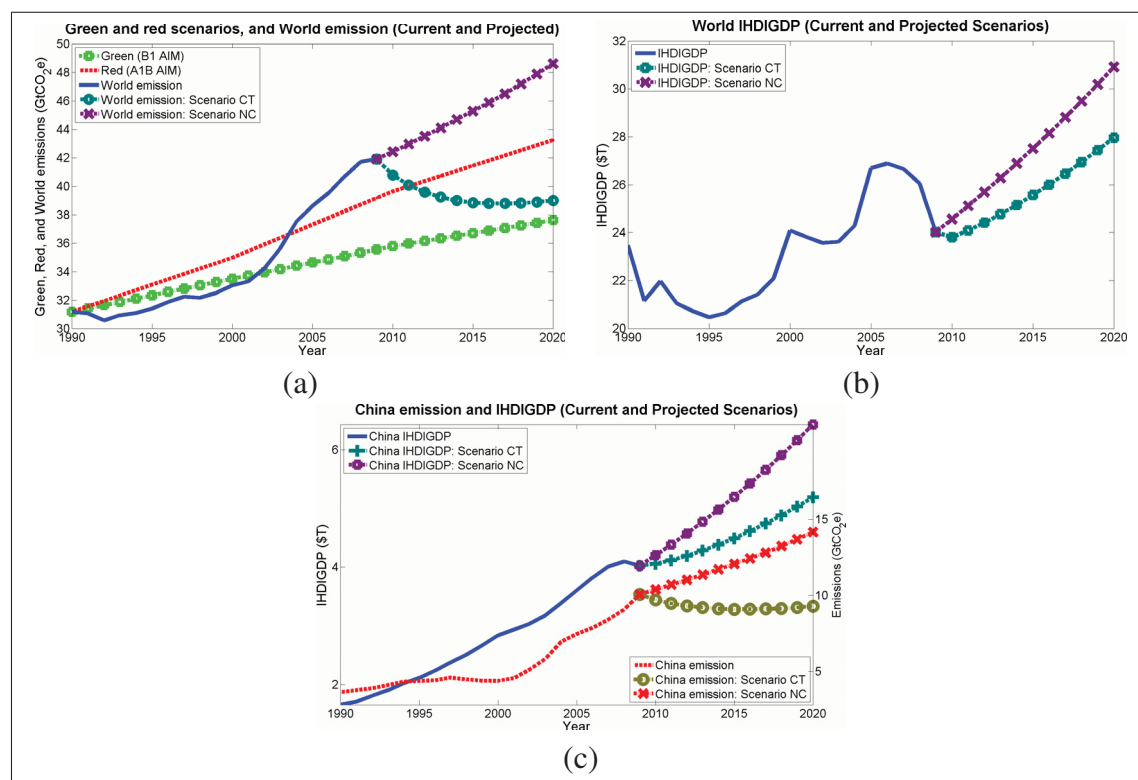 Green and red scenarios, and World emission (Current and Projected)
Green, Red, and World emissions (GtCO2e)
50
48
46
44
42
40
38
36
34
32
30
Green (B1 AIM)
Red (A1B AIM)
World emission
World emission: Scenario CT
World emission: Scenario NC
1990 1995 2000 2005 2010 2015 2020
Year
(a)
World IHDIGDP (Current and Projected Scenarios)
IHDIGDP ($T)
32
30
28
26
24
22
20
IHDIGDP
IHDIGDP: Scenario CT
IHDIGDP: Scenario NC
1990 1995 2000 2005 2010 2015 2020
Year
(b)
China emission and IHDIGDP (Current and Projected Scenarios)
IHDIGDP ($T)
6
4
2
China IHDIGDP
China IHDIGDP: Scenario CT
China IHDIGDP: Scenario NC
Emissions (GtCO2e)
15
10
5
China emission
China emission: Scenario CT
China emission: Scenario NC
1990 1995 2000 2005 2010 2015 2020
Year
(c)